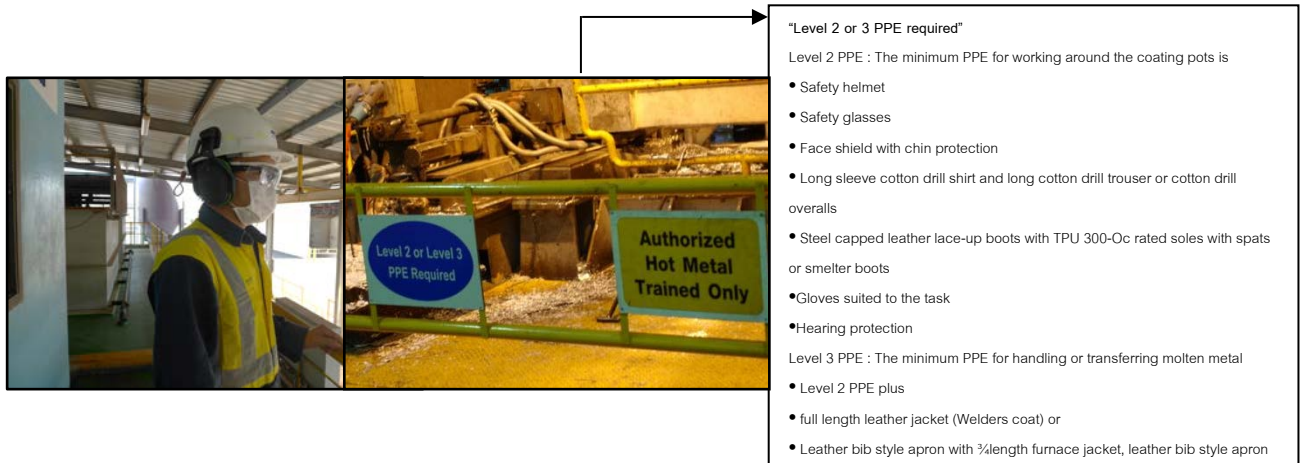 Level 2 or Level 3
PPE Required
Authorized
Hot Metal
Trained Only
“Level 2 or 3 PPE required”
Level 2 PPE : The minimum PPE for working around the coating pots is
• Safety helmet
• Safety glasses
• Face shield with chin protection
• Long sleeve cotton drill shirt and long cotton drill trouser or cotton drill
overalls
• Steel capped leather lace-up boots with TPU 300-Oc rated soles with spats
or smelter boots
•Gloves suited to the task
•Hearing protection
Level 3 PPE : The minimum PPE for handling or transferring molten metal
• Level 2 PPE plus
• full length leather jacket (Welders coat) or
• Leather bib style apron with ¾length furnace jacket, leather bib style apron